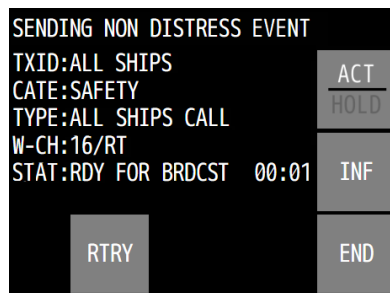 SENDING NON DISTRESS EVENT
TXID:ALL SHIPS
CATE:SAFETY
TYPE:ALL SHIPS CALL
W-CH:16/RT
STAT:RDY FOR BRDCST 00:01
ACT
HOLD
INF
RTRY
END